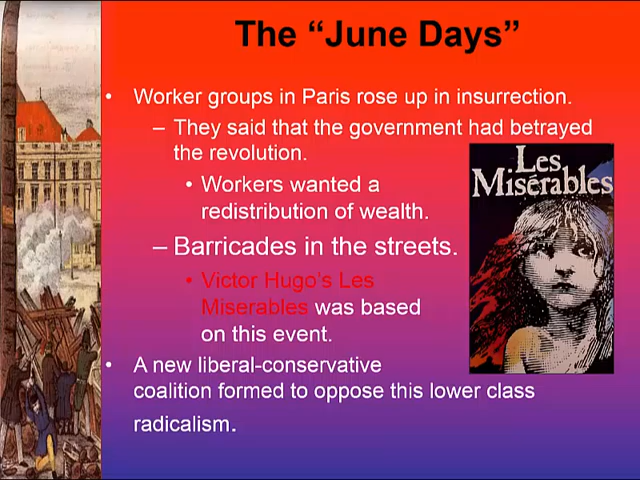 The “June Days”
• Worker groups in Paris rose up in insurrection.
– They said that the government had betrayed
the revolution.
• Workers wanted a
redistribution of wealth.
– Barricades in the streets.
• Victor Hugo’s Les
Miserables was based
on this event.
• A new liberal-conservative
coalition formed to oppose this lower class
radicalism.
Les
Misérables